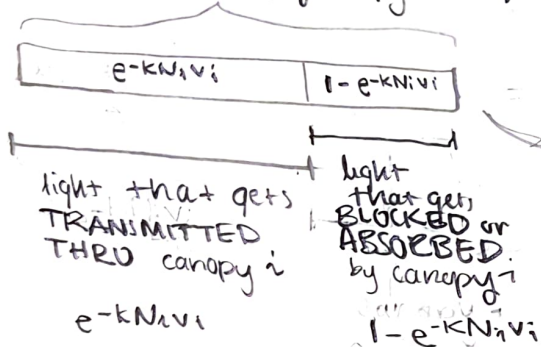 e-KNiVi
1 - e-KNiVi
light that gets
TRANSMITTED
THRU canopy i
e-KNiVi
light
that gets
BLOCKED or
ABSORBED
by canopy i
1 - e-KNiVi